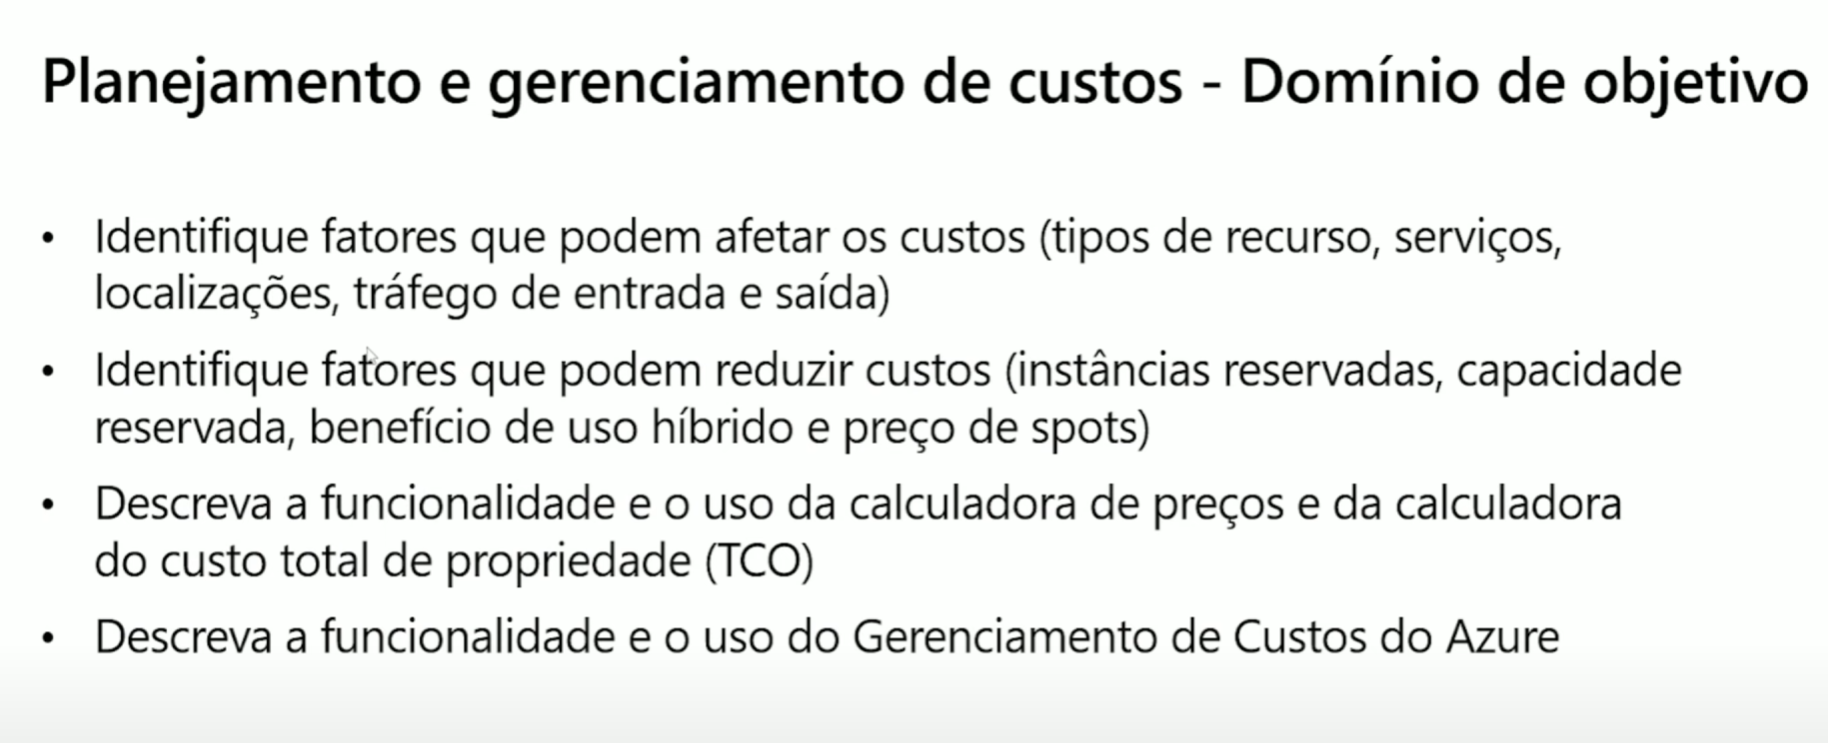 Planejamento e gerenciamento de custos - Domínio de objetivo
• Identifique fatores que podem afetar os custos (tipos de recurso, serviços,
localizações, tráfego de entrada e saída)
• Identifique fatores que podem reduzir custos (instâncias reservadas, capacidade
reservada, benefício de uso híbrido e preço de spots)
• Descreva a funcionalidade e o uso da calculadora de preços e da calculadora
do custo total de propriedade (TCO)
• Descreva a funcionalidade e o uso do Gerenciamento de Custos do Azure